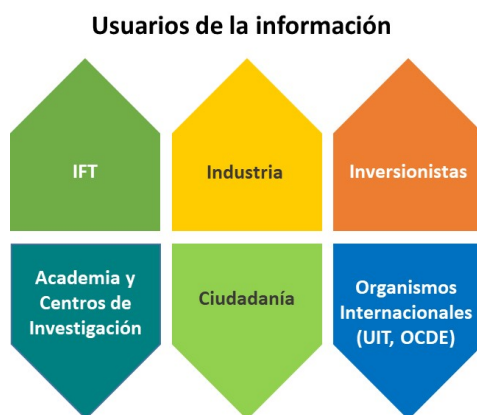 Usuarios de la información
IFT
Industria
Inversionistas
Academia y
Centros de
Investigación
Ciudadanía
Organismos
Internacionales
(UIT, OCDE)